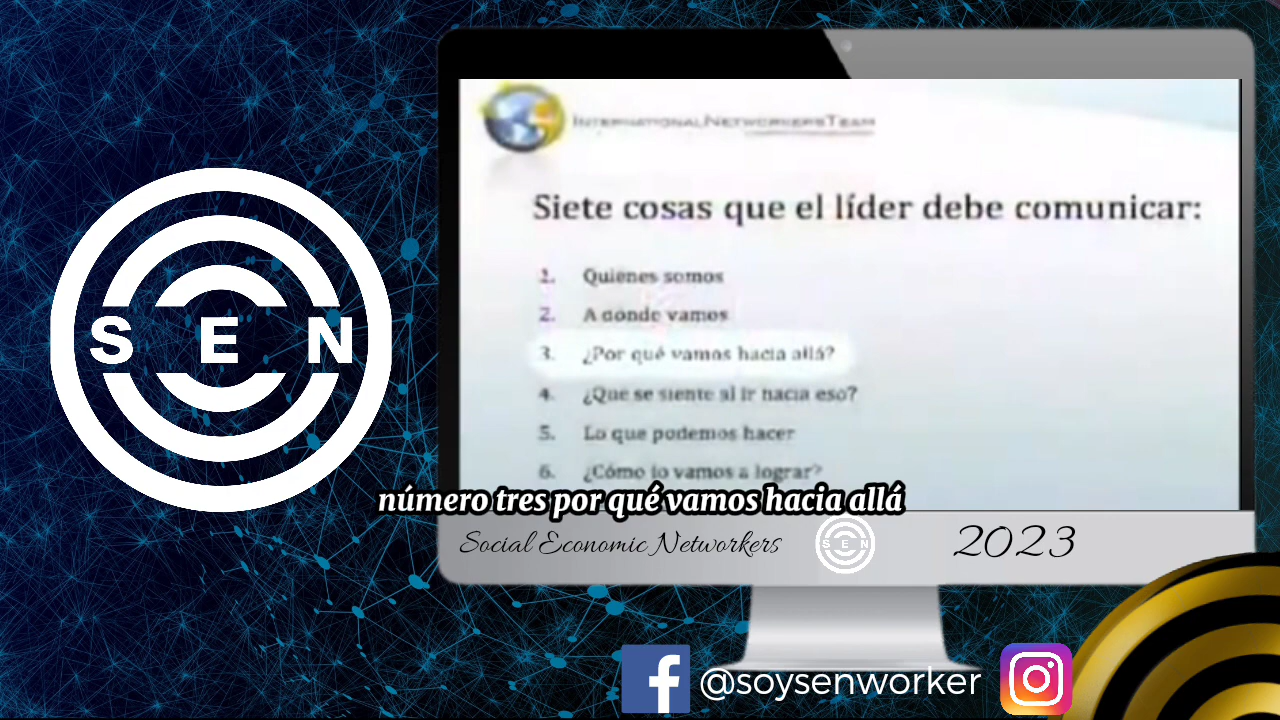 S E N
INTERNATIONALNETWORKERSTEAM
Siete cosas que el líder debe comunicar:
1. Quienes somos
2. A donde vamos
3. ¿Por qué vamos hacia allá?
4. ¿Que se siente al ir hacia eso?
5. Lo que podemos hacer
6. ¿Cómo lo vamos a lograr?
número tres por qué vamos hacia allá
Social Economic Networkers
S E N
2023
@soysenworker